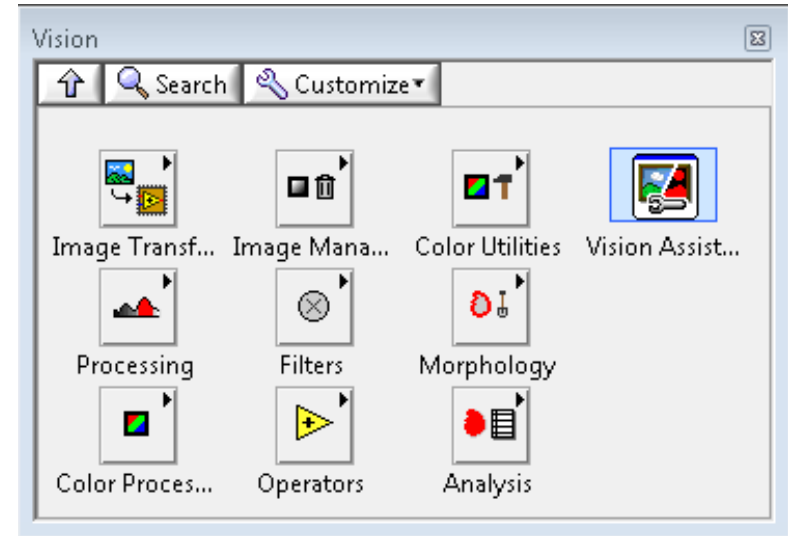 Vision
Search Customize
Image Transf... Image Mana... Color Utilities Vision Assist...
Processing Filters Morphology
Color Proces... Operators Analysis